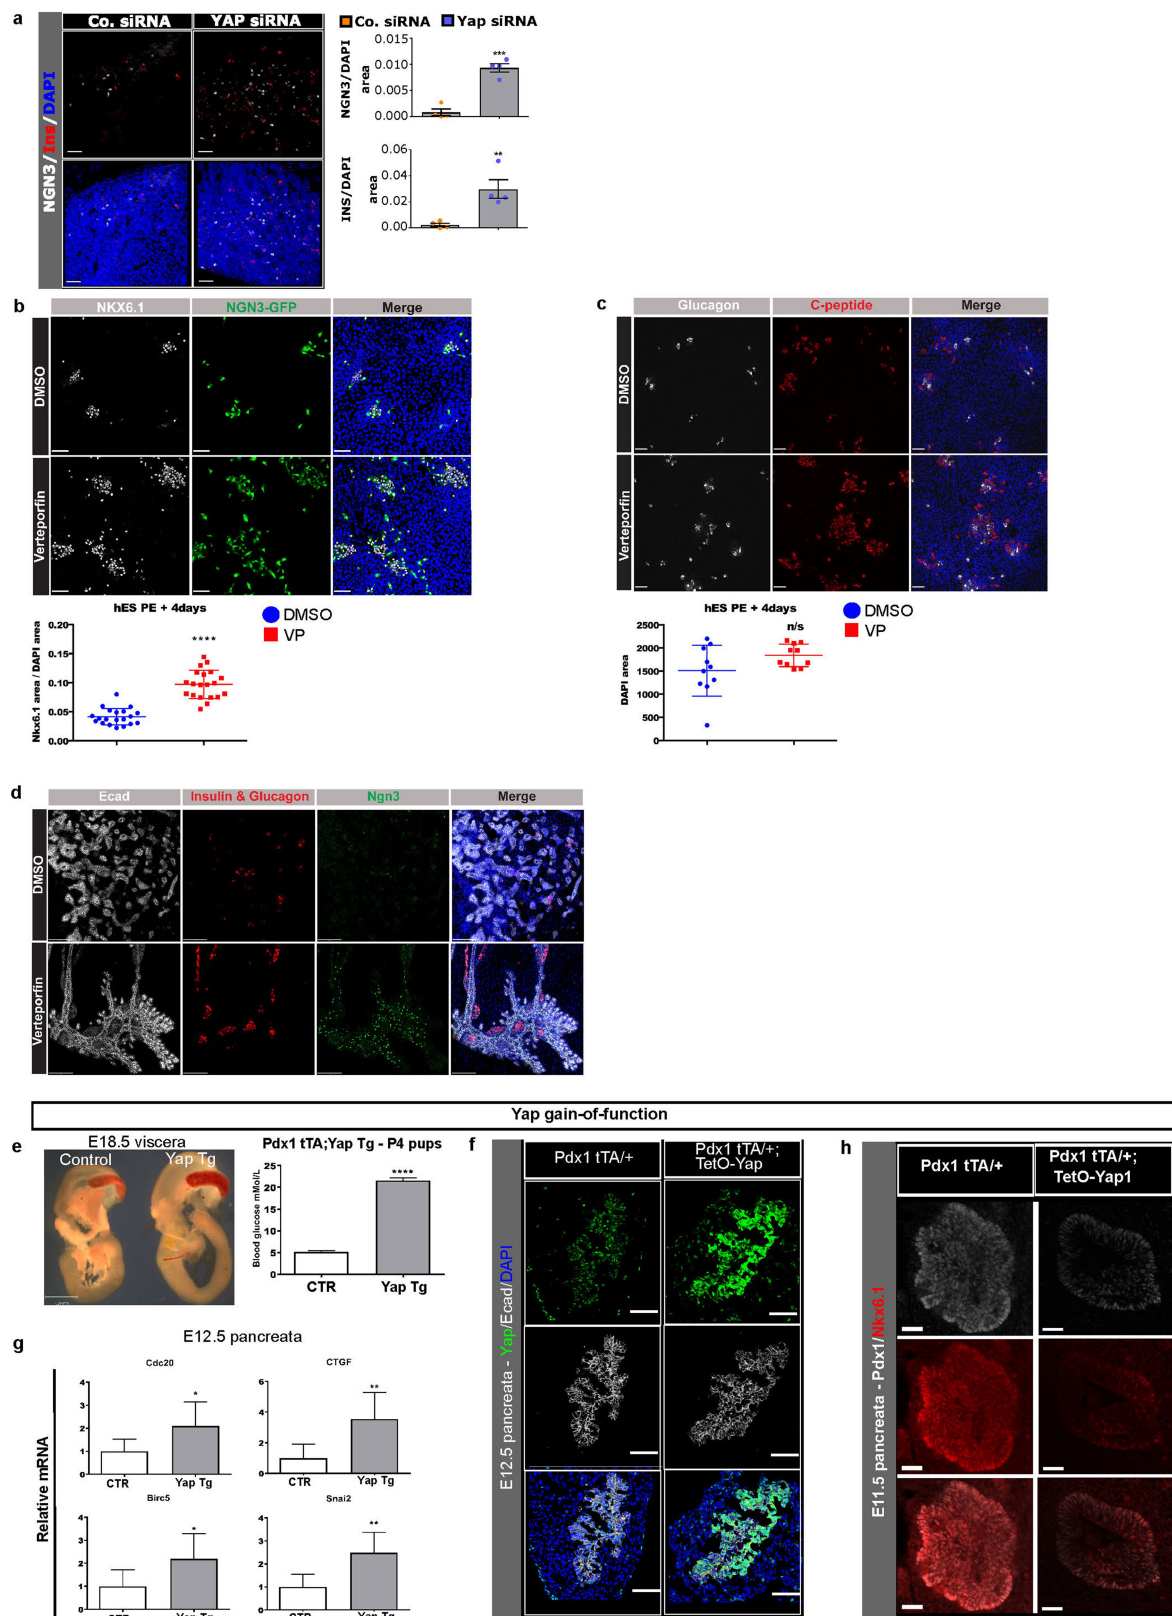 a
Co. siRNA
YAP siRNA
NGN3/Ins/DAPI
Co. siRNA
Yap siRNA
NGN3/DAPI
area
0.015
0.010
0.005
0.000
***
INS/DAPI
area
0.06
0.04
0.02
0.00
**
b
NKX6.1
NGN3-GFP
Merge
DMSO
Verteporfin
hES PE + 4days
DMSO
VP
Nkx6.1 area / DAPI area
0.20
0.15
0.10
0.05
0.00
****
c
Glucagon
C-peptide
Merge
DMSO
Verteporfin
hES PE + 4days
DMSO
VP
DAPI area
2500
2000
1500
1000
500
0
n/s
d
Ecad
Insulin & Glucagon
Ngn3
Merge
DMSO
Verteporfin
Yap gain-of-function
e
E18.5 viscera
Control
Yap Tg
Pdx1 tTA;Yap Tg - P4 pups
Blood glucose mMol/L
25
20
15
10
5
0
****
CTR
Yap Tg
f
Pdx1 tTA/+
Pdx1 tTA/+;
TetO-Yap
E12.5 pancreata - Yap/Ecad/DAPI
h
Pdx1 tTA/+
Pdx1 tTA/+;
TetO-Yap1
E11.5 pancreata - Pdx1/Nkx6.1
g
E12.5 pancreata
Relative mRNA
Cdc20
4
3
2
1
0
*
CTR
Yap Tg
CTGF
6
4
2
0
**
CTR
Yap Tg
Birc5
4
3
2
1
0
*
CTR
Yap Tg
Snai2
4
3
2
1
0
**
CTR
Yap Tg